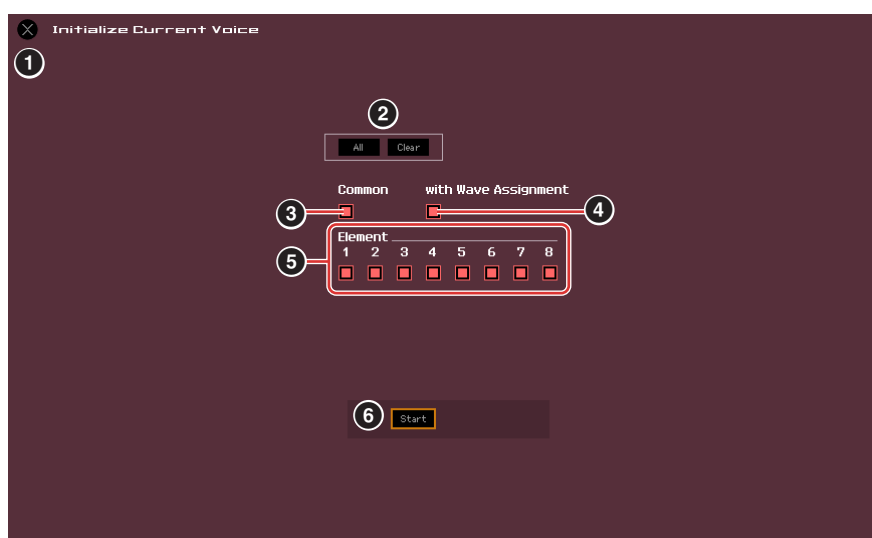 Initialize Current Voice
1
2
All Clear
Common with Wave Assignment
3 4
Element
1 2 3 4 5 6 7 8
5
6 Start